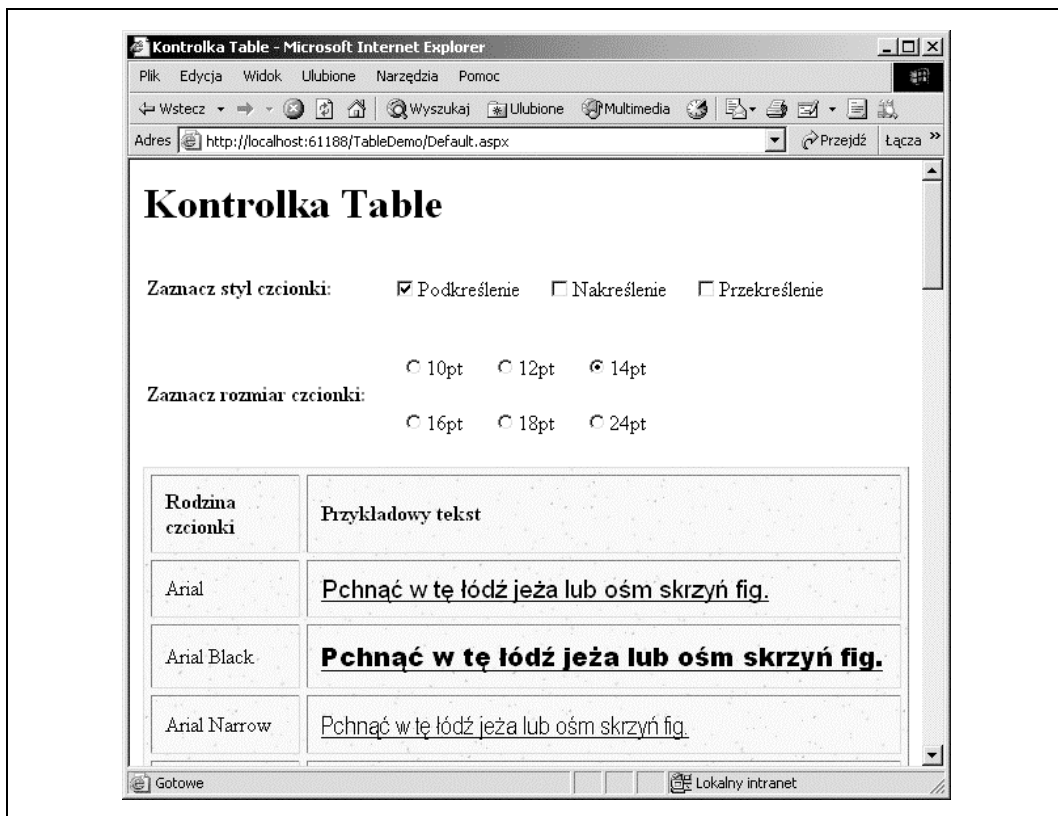 Kontrolka Table - Microsoft Internet Explorer
Plik Edycja Widok Ulubione Narzędzia Pomoc
Wstecz Wyszukaj Ulubione Multimedia
Adres http://localhost:61188/TableDemo/Default.aspx Przejdź Łącza »
Kontrolka Table
Zaznacz styl czcionki: Podkreślenie Nakreślenie Przekreślenie
Zaznacz rozmiar czcionki:
10pt 12pt 14pt
16pt 18pt 24pt
Rodzina czcionki Przykladowy tekst
Arial Pchnąć w tę łódź jeża lub ośm skrzyń fig.
Arial Black Pchnąć w tę łódź jeża lub ośm skrzyń fig.
Arial Narrow Pchnąć w tę łódź jeża lub ośm skrzyń fig.
Gotowe Lokalny intranet